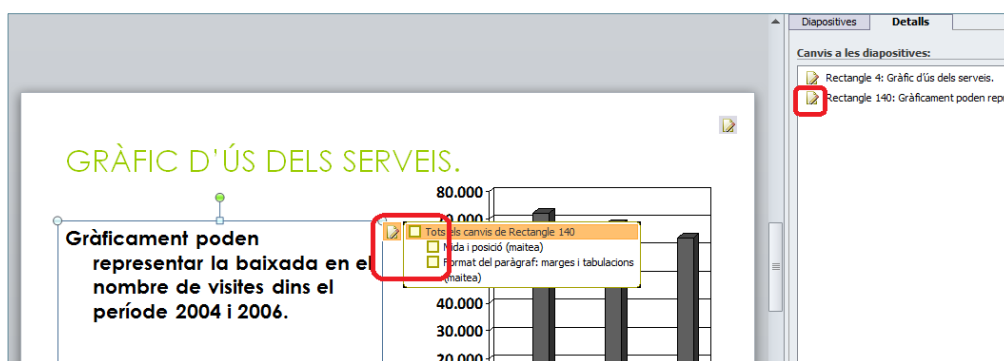 Diapositives Detalls
Canvis a les diapositives:
Rectangle 4: Gràfic d'ús dels serveis.
Rectangle 140: Gràficament poden repr
GRÀFIC D'ÚS DELS SERVEIS.
Gràficament poden
representar la baixada en el
nombre de visites dins el
període 2004 i 2006.
80.000
Tots els canvis de Rectangle 140
Mida i posició (maitea)
Format del paràgraf: marges i tabulacions
(maitea)
40.000
30.000
20.000